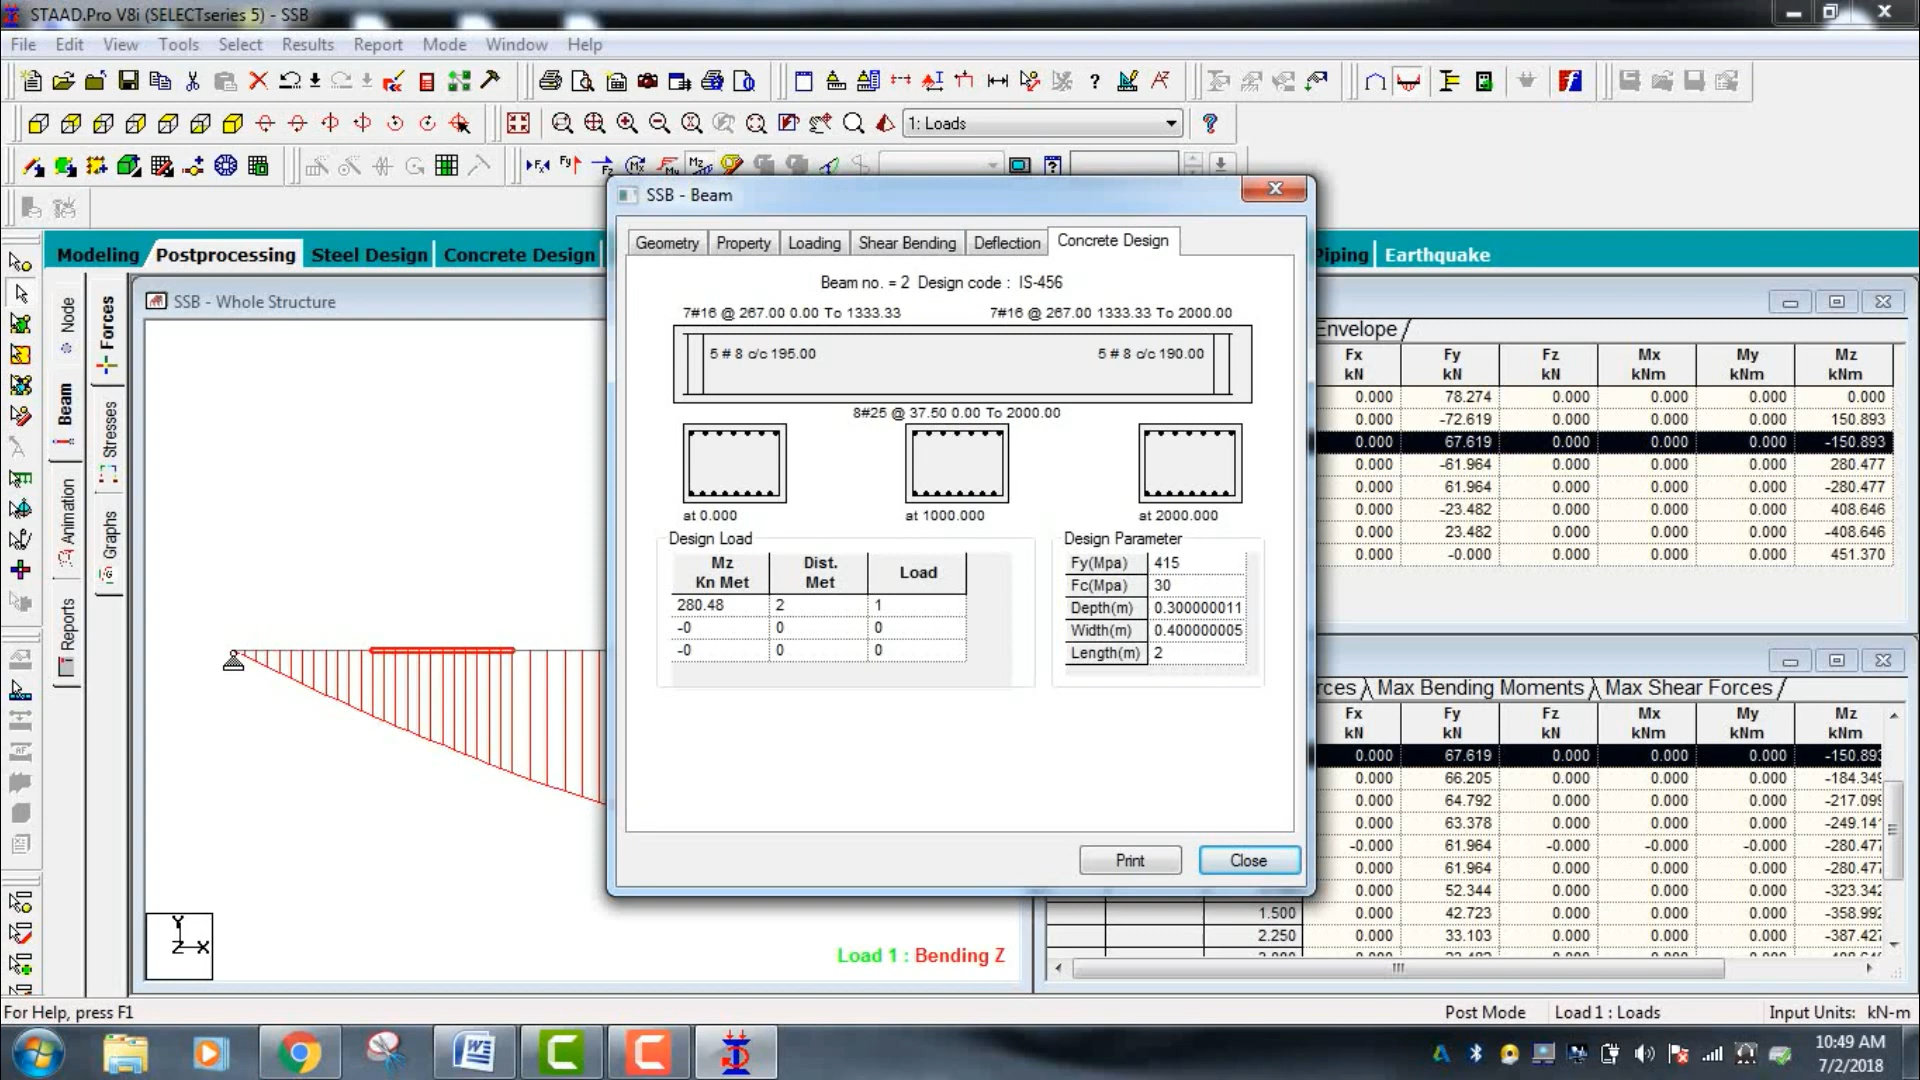 STAAD.Pro V8i (SELECTseries 5) - SSB
File Edit View Tools Select Results Report Mode Window Help
1: Loads
Modeling Postprocessing Steel Design Concrete Design Piping Earthquake
Node
Beam
Animation
Reports
Forces
Stresses
Graphs
SSB - Whole Structure
Load 1 : Bending Z
Y
Z X
SSB - Beam
Geometry Property Loading Shear Bending Deflection Concrete Design
Beam no. = 2 Design code : IS-456
7#16 @ 267.00 0.00 To 1333.33 7#16 @ 267.00 1333.33 To 2000.00
5 # 8 c/c 195.00 5 # 8 c/c 190.00
8#25 @ 37.50 0.00 To 2000.00
at 0.000 at 1000.000 at 2000.000
Design Load
Mz Dist. Load
Kn Met Met
280.48 2 1
-0 0 0
-0 0 0
Design Parameter
Fy(Mpa) 415
Fc(Mpa) 30
Depth(m) 0.300000011
Width(m) 0.400000005
Length(m) 2
Print Close
Envelope
Fx Fy Fz Mx My Mz
kN kN kN kNm kNm kNm
0.000 78.274 0.000 0.000 0.000 0.000
0.000 -72.619 0.000 0.000 0.000 150.893
0.000 67.619 0.000 0.000 0.000 -150.893
0.000 -61.964 0.000 0.000 0.000 280.477
0.000 61.964 0.000 0.000 0.000 -280.477
0.000 -23.482 0.000 0.000 0.000 408.646
0.000 23.482 0.000 0.000 0.000 -408.646
0.000 -0.000 0.000 0.000 0.000 451.370
Max Bending Moments Max Shear Forces
Fx Fy Fz Mx My Mz
kN kN kN kNm kNm kNm
0.000 67.619 0.000 0.000 0.000 -150.893
0.000 66.205 0.000 0.000 0.000 -184.349
0.000 64.792 0.000 0.000 0.000 -217.099
0.000 63.378 0.000 0.000 0.000 -249.141
-0.000 61.964 -0.000 -0.000 -0.000 -280.477
0.000 61.964 0.000 0.000 0.000 -280.477
0.000 52.344 0.000 0.000 0.000 -323.342
1.500 0.000 42.723 0.000 0.000 0.000 -358.992
2.250 0.000 33.103 0.000 0.000 0.000 -387.427
For Help, press F1 Post Mode Load 1 : Loads Input Units: kN-m
10:49 AM
7/2/2018